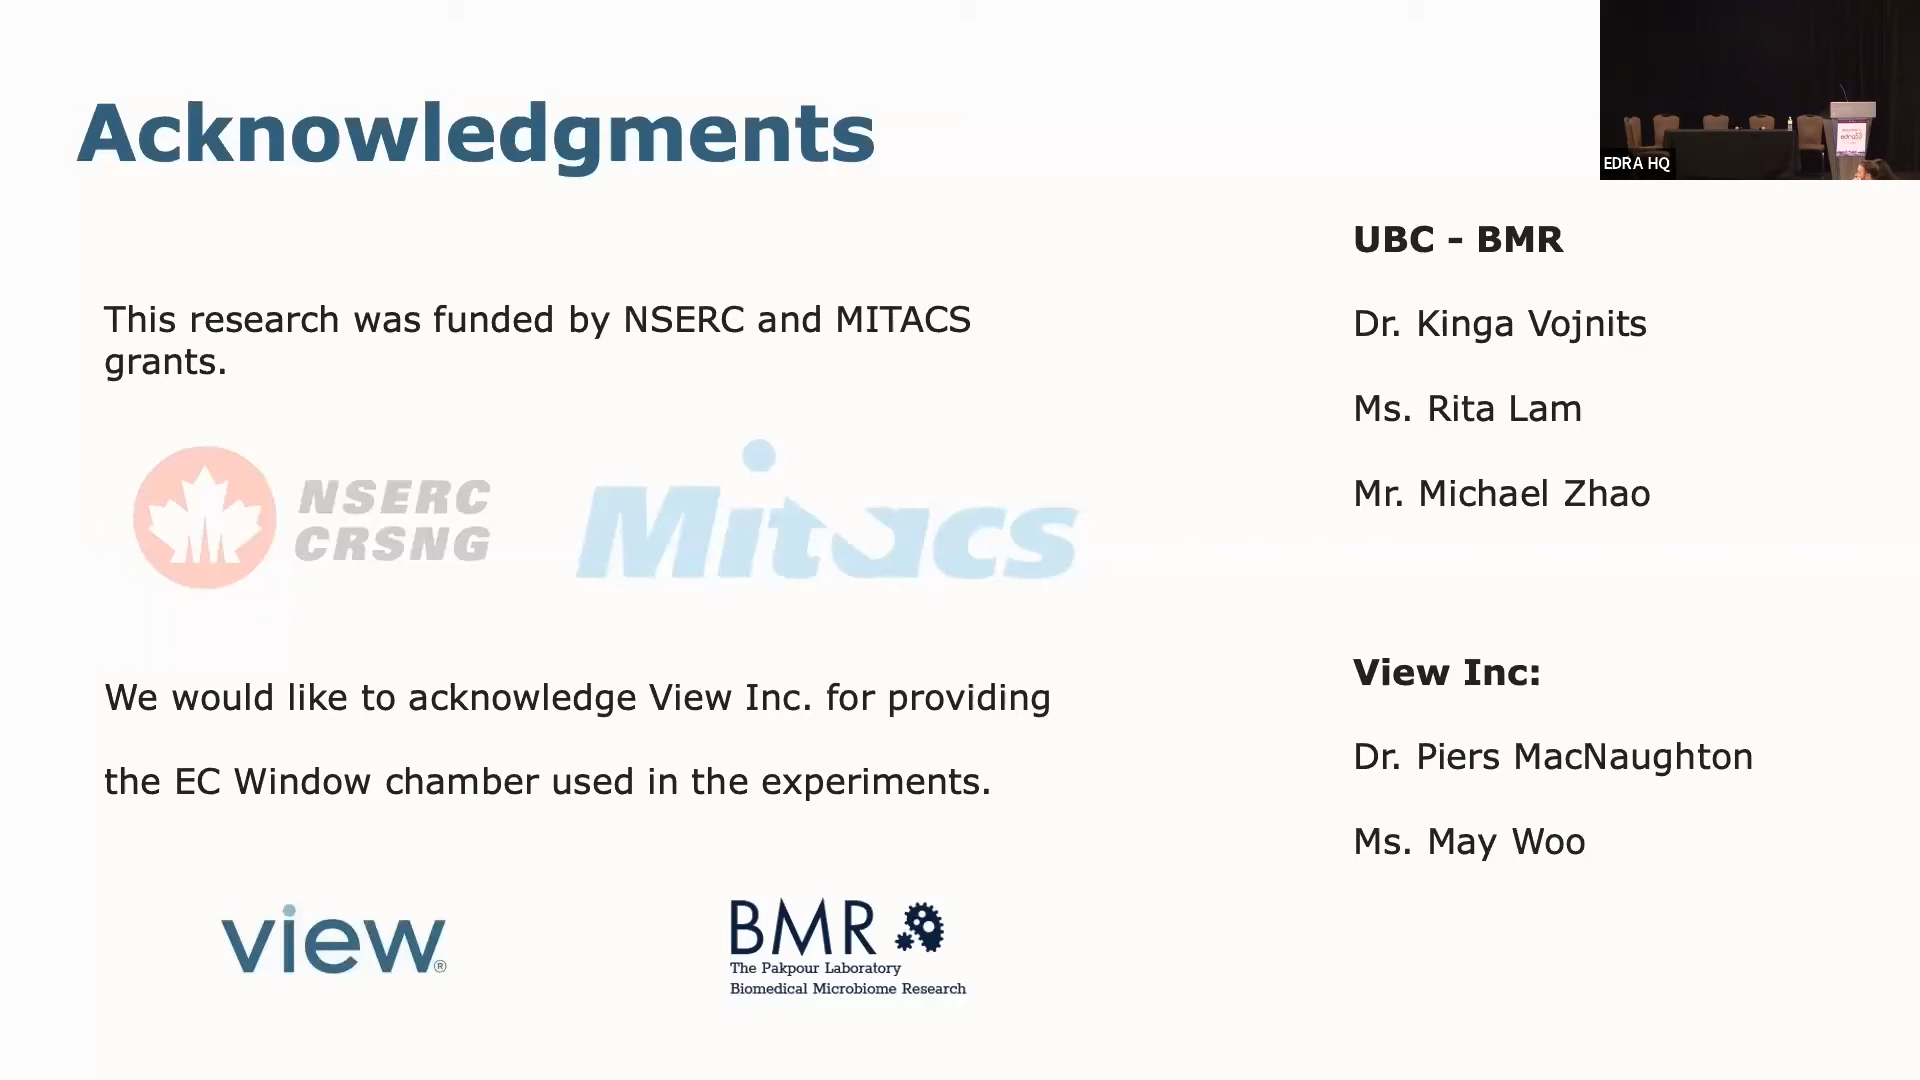 Acknowledgments
EDRA HQ
This research was funded by NSERC and MITACS
grants.
NSERC
CRSNG
Mitacs
We would like to acknowledge View Inc. for providing
the EC Window chamber used in the experiments.
view®
BMR
The Pakpour Laboratory
Biomedical Microbiome Research
UBC - BMR
Dr. Kinga Vojnits
Ms. Rita Lam
Mr. Michael Zhao
View Inc:
Dr. Piers MacNaughton
Ms. May Woo